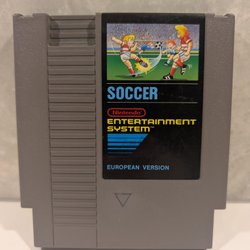 SOCCER
Nintendo
ENTERTAINMENT
SYSTEM
EUROPEAN VERSION